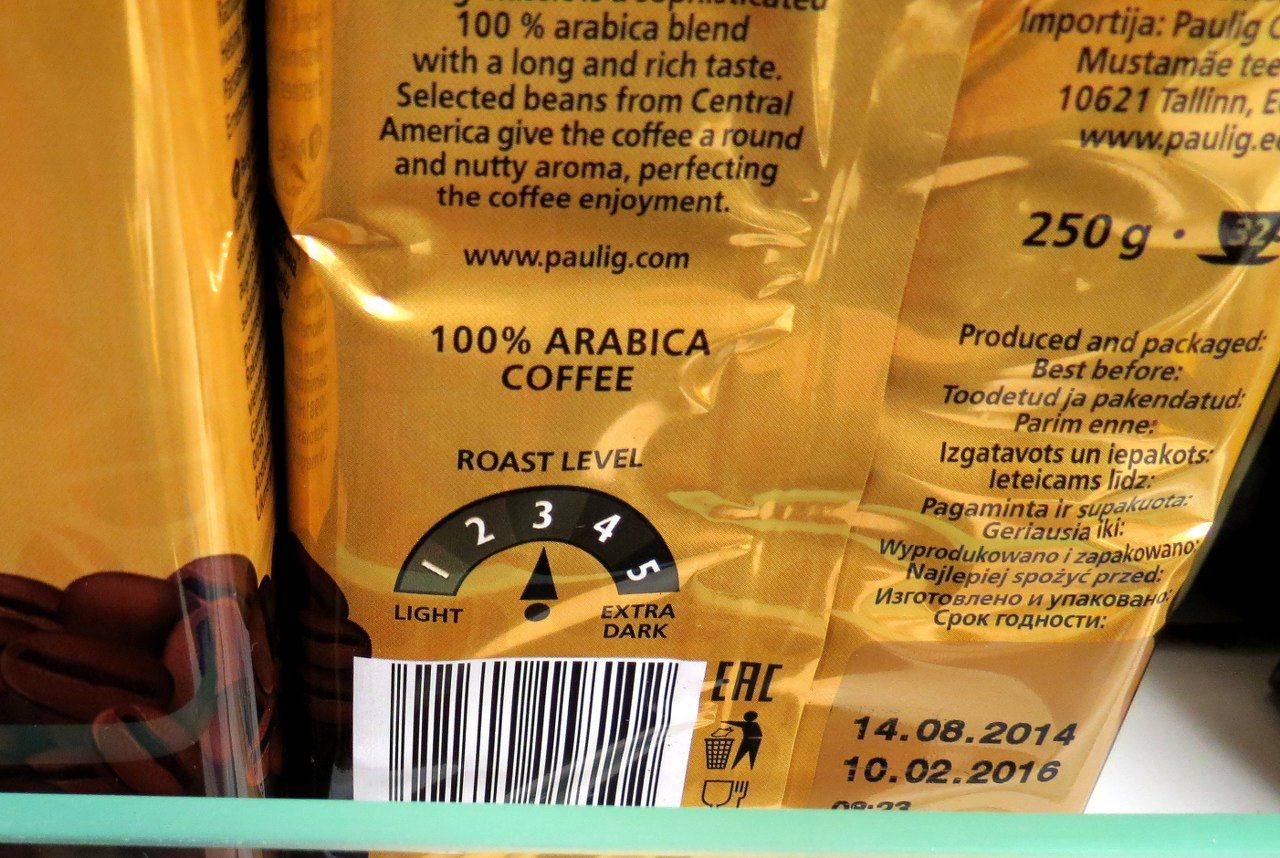 100 % arabica blend
with a long and rich taste.
Selected beans from Central
America give the coffee a round
and nutty aroma, perfecting
the coffee enjoyment.
www.paulig.com
100% ARABICA
COFFEE
ROAST LEVEL
1 2 3 4 5
LIGHT
EXTRA
DARK
EAC
Importija: Paulig
Mustamäe tee
10621 Tallinn,
www.paulig.e
250 g · 32
Produced and packaged:
Best before:
Toodetud ja pakendatud:
Parim enne:
Izgatavots un iepakots:
Ieteicams līdz:
Pagaminta ir supakuota:
Geriausia iki:
Wyprodukowano i zapakowano:
Najlepiej spożyć przed:
Изготовлено и упаковано:
Срок годности:
14.08.2014
10.02.2016
08:23